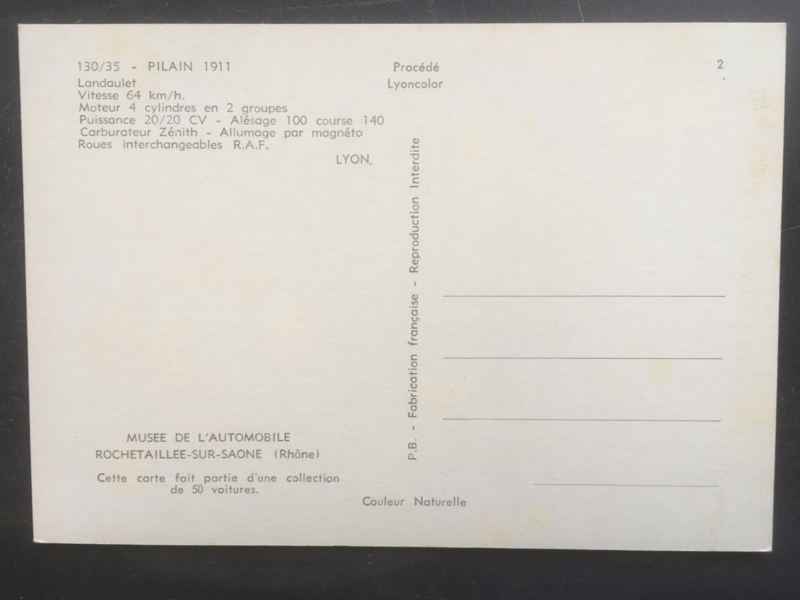 130/35 - PILAIN 1911
Landaulet
Vitesse 64 km/h.
Moteur 4 cylindres en 2 groupes
Puissance 20/20 CV - Alésage 100 course 140
Carburateur Zénith - Allumage par magnéto
Roues interchangeables R.A.F.
LYON.
Procédé
Lyoncolor
2
P.B. - Fabrication française - Reproduction Interdite
MUSEE DE L'AUTOMOBILE
ROCHETAILLEE-SUR-SAONE (Rhône)
Cette carte fait partie d'une collection
de 50 voitures.
Couleur Naturelle